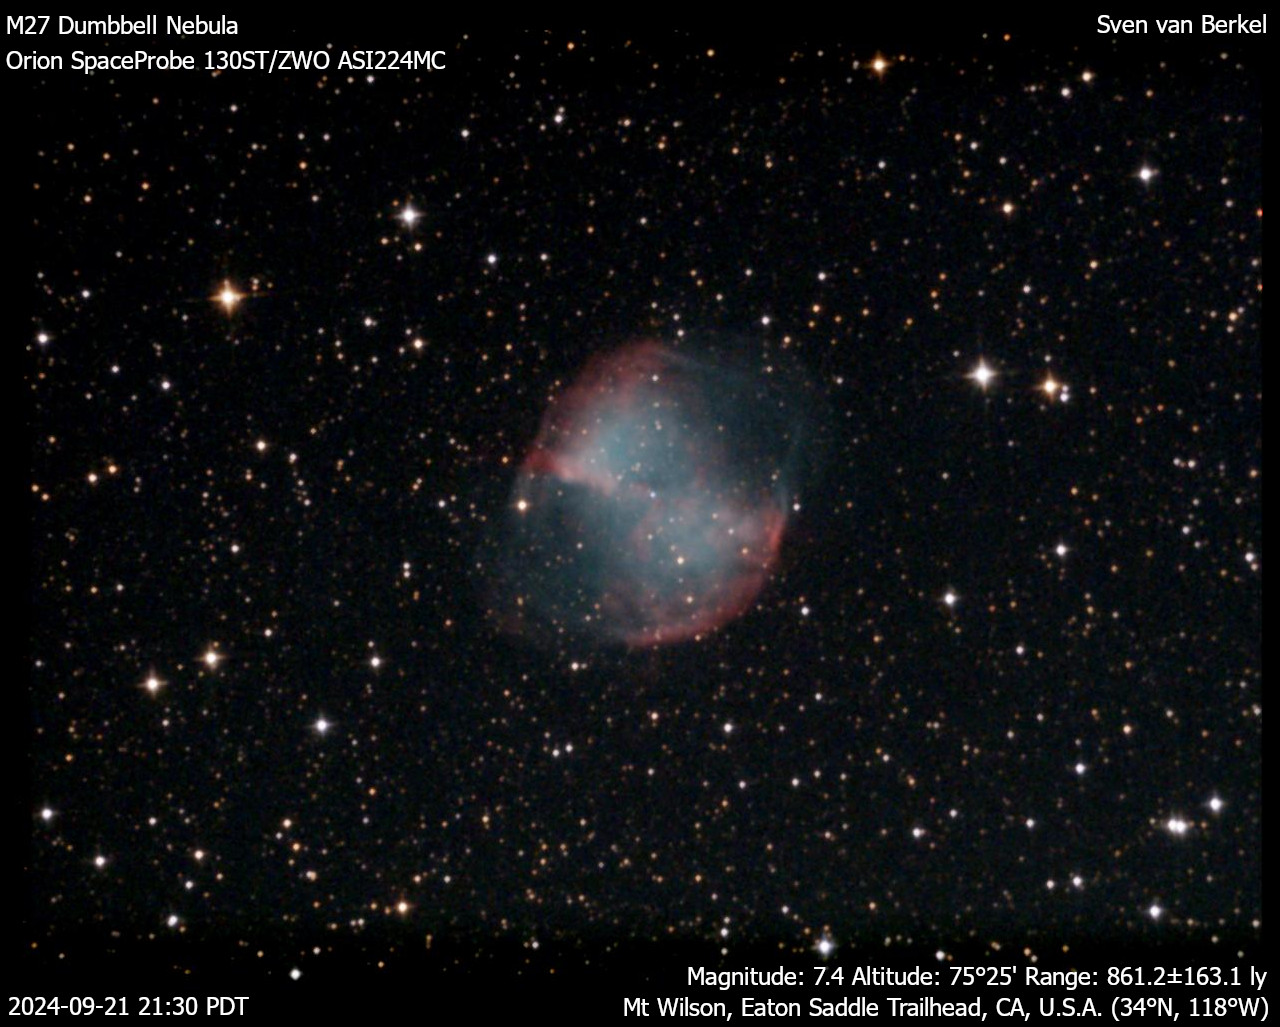 M27 Dumbbell Nebula
Sven van Berkel
Orion SpaceProbe 130ST/ZWO ASI224MC
Magnitude: 7.4 Altitude: 75°25' Range: 861.2±163.1 ly
2024-09-21 21:30 PDT
Mt Wilson, Eaton Saddle Trailhead, CA, U.S.A. (34°N, 118°W)